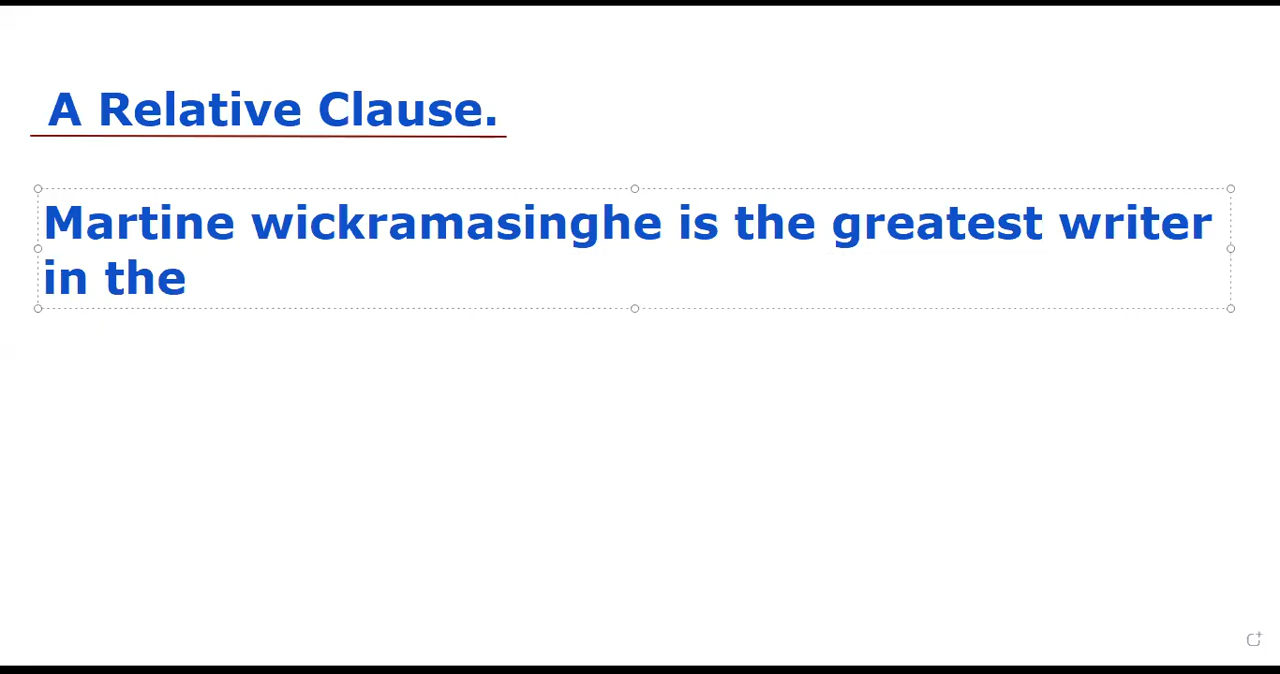 A Relative Clause.
Martine wickramasinghe is the greatest writer
in the